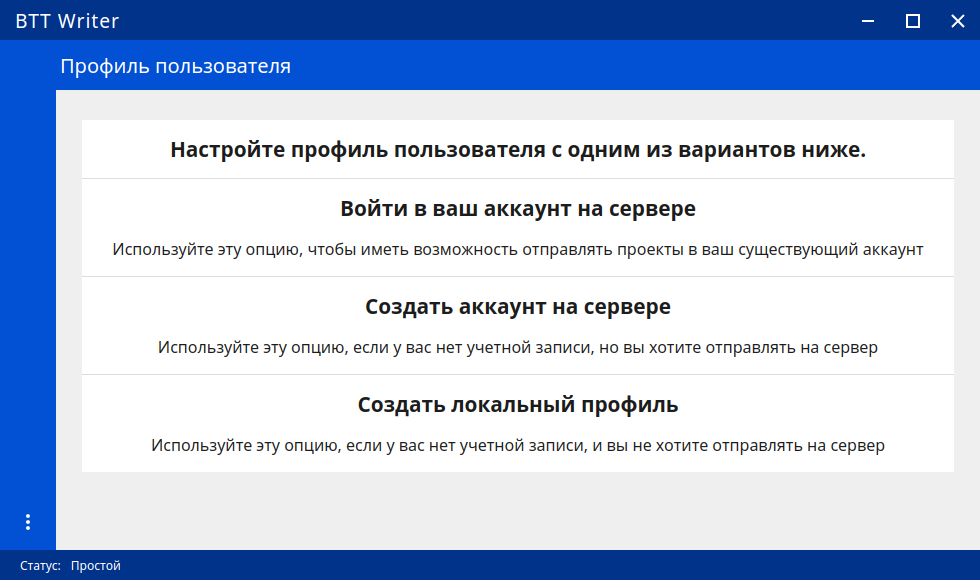 BTT Writer
Профиль пользователя
Настройте профиль пользователя с одним из вариантов ниже.
Войти в ваш аккаунт на сервере
Используйте эту опцию, чтобы иметь возможность отправлять проекты в ваш существующий аккаунт
Создать аккаунт на сервере
Используйте эту опцию, если у вас нет учетной записи, но вы хотите отправлять на сервер
Создать локальный профиль
Используйте эту опцию, если у вас нет учетной записи, и вы не хотите отправлять на сервер
Статус: Простой